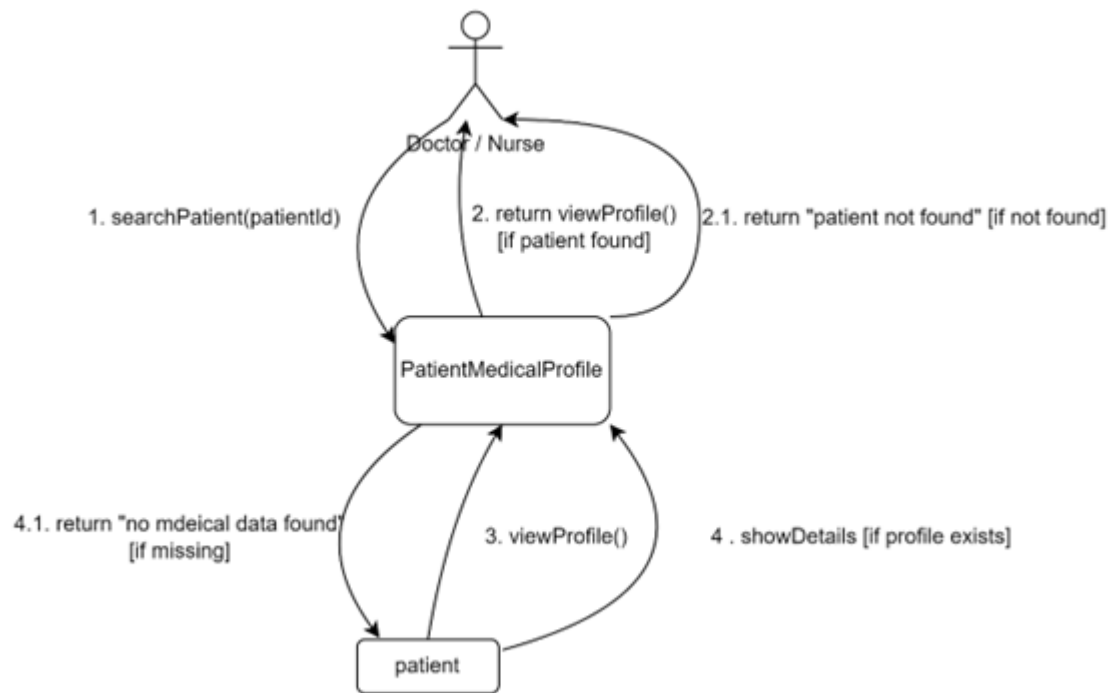 Doctor / Nurse
1. searchPatient(patientId)
2. return viewProfile()
[if patient found]
2.1. return "patient not found" [if not found]
PatientMedicalProfile
4.1. return "no mdeical data found"
[if missing]
3. viewProfile()
4 . showDetails [if profile exists]
patient